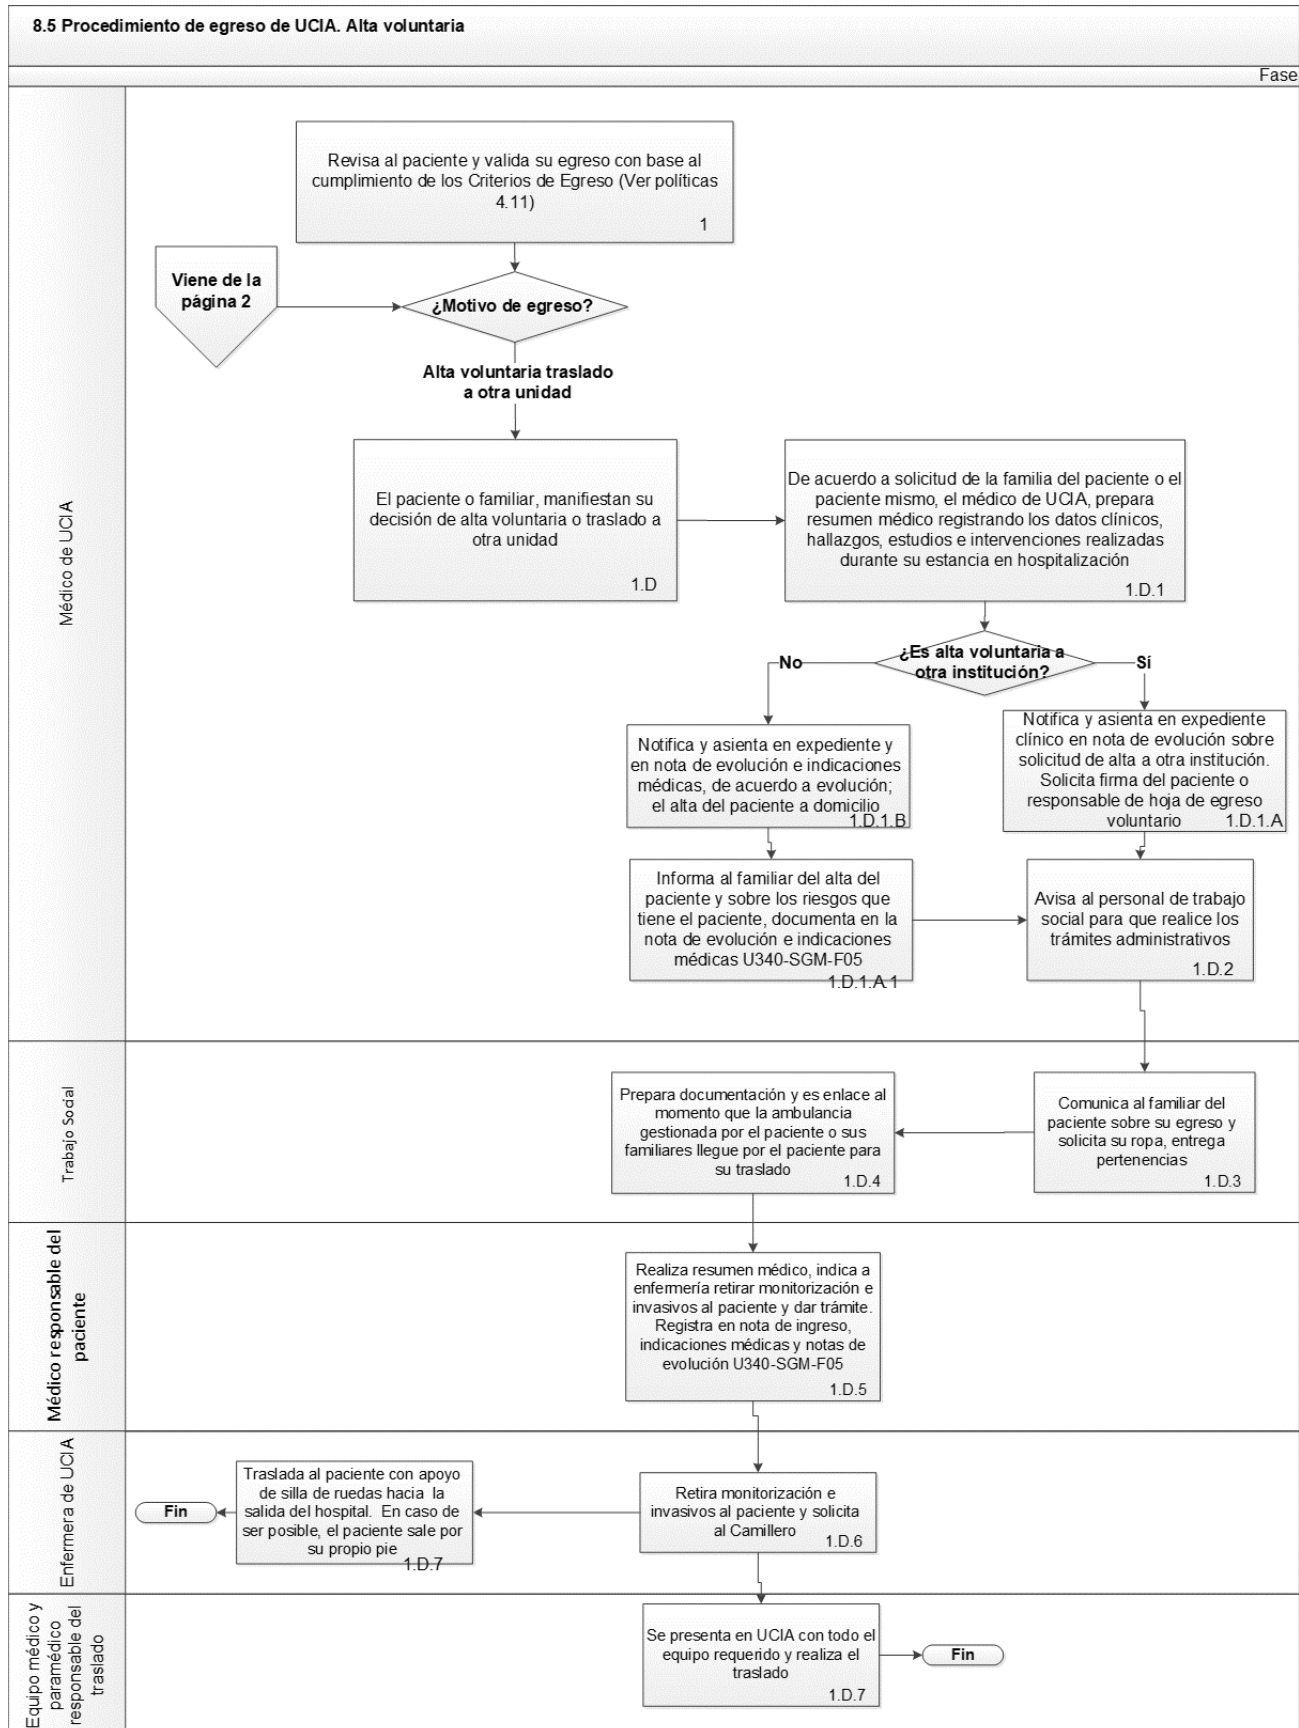 8.5 Procedimiento de egreso de UCIA. Alta voluntaria
Fase
Médico de UCIA
Revisa al paciente y valida su egreso con base al
cumplimiento de los Criterios de Egreso (Ver políticas
4.11)
1
Viene de la
página 2
¿Motivo de egreso?
Alta voluntaria traslado
a otra unidad
El paciente o familiar, manifiestan su
decisión de alta voluntaria o traslado a
otra unidad
1.D
De acuerdo a solicitud de la familia del paciente o el
paciente mismo, el médico de UCIA, prepara
resumen médico registrando los datos clínicos,
hallazgos, estudios e intervenciones realizadas
durante su estancia en hospitalización
1.D.1
¿Es alta voluntaria a
otra institución?
No
Sí
Notifica y asienta en expediente y
en nota de evolución e indicaciones
médicas, de acuerdo a evolución;
el alta del paciente a domicilio
1.D.1.B
Notifica y asienta en expediente
clínico en nota de evolución sobre
solicitud de alta a otra institución.
Solicita firma del paciente o
responsable de hoja de egreso
voluntario
1.D.1.A
Informa al familiar del alta del
paciente y sobre los riesgos que
tiene el paciente, documenta en la
nota de evolución e indicaciones
médicas U340-SGM-F05
1.D.1.A.1
Avisa al personal de trabajo
social para que realice los
trámites administrativos
1.D.2
Trabajo Social
Comunica al familiar del
paciente sobre su egreso y
solicita su ropa, entrega
pertenencias
1.D.3
Prepara documentación y es enlace al
momento que la ambulancia
gestionada por el paciente o sus
familiares llegue por el paciente para
su traslado
1.D.4
Médico responsable del
paciente
Realiza resumen médico, indica a
enfermería retirar monitorización e
invasivos al paciente y dar trámite.
Registra en nota de ingreso,
indicaciones médicas y notas de
evolución U340-SGM-F05
1.D.5
Enfermera de UCIA
Retira monitorización e
invasivos al paciente y solicita
al Camillero
1.D.6
Traslada al paciente con apoyo
de silla de ruedas hacia la
salida del hospital. En caso de
ser posible, el paciente sale por
su propio pie
1.D.7
Fin
Equipo médico y
paramédico
responsable del
traslado
Se presenta en UCIA con todo el
equipo requerido y realiza el
traslado
1.D.7
Fin